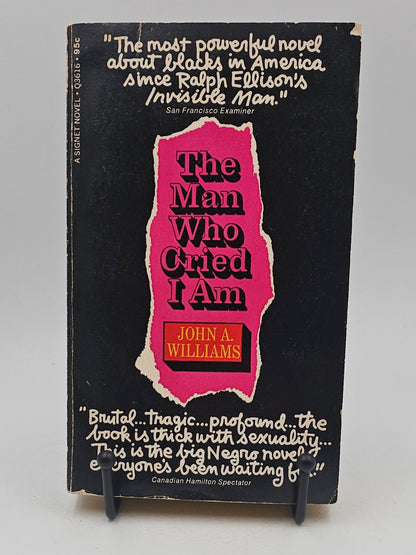 A SIGNET NOVEL • Q3616 • 95c
"The most powerful novel
about blacks in America
since Ralph Ellison's
Invisible Man."
San Francisco Examiner
The
Man
Who
Cried
I Am
JOHN A.
WILLIAMS
"Brutal...tragic...profound...the
book is thick with sexuality...
This is the big Negro novel
everyone's been waiting for."
Canadian Hamilton Spectator